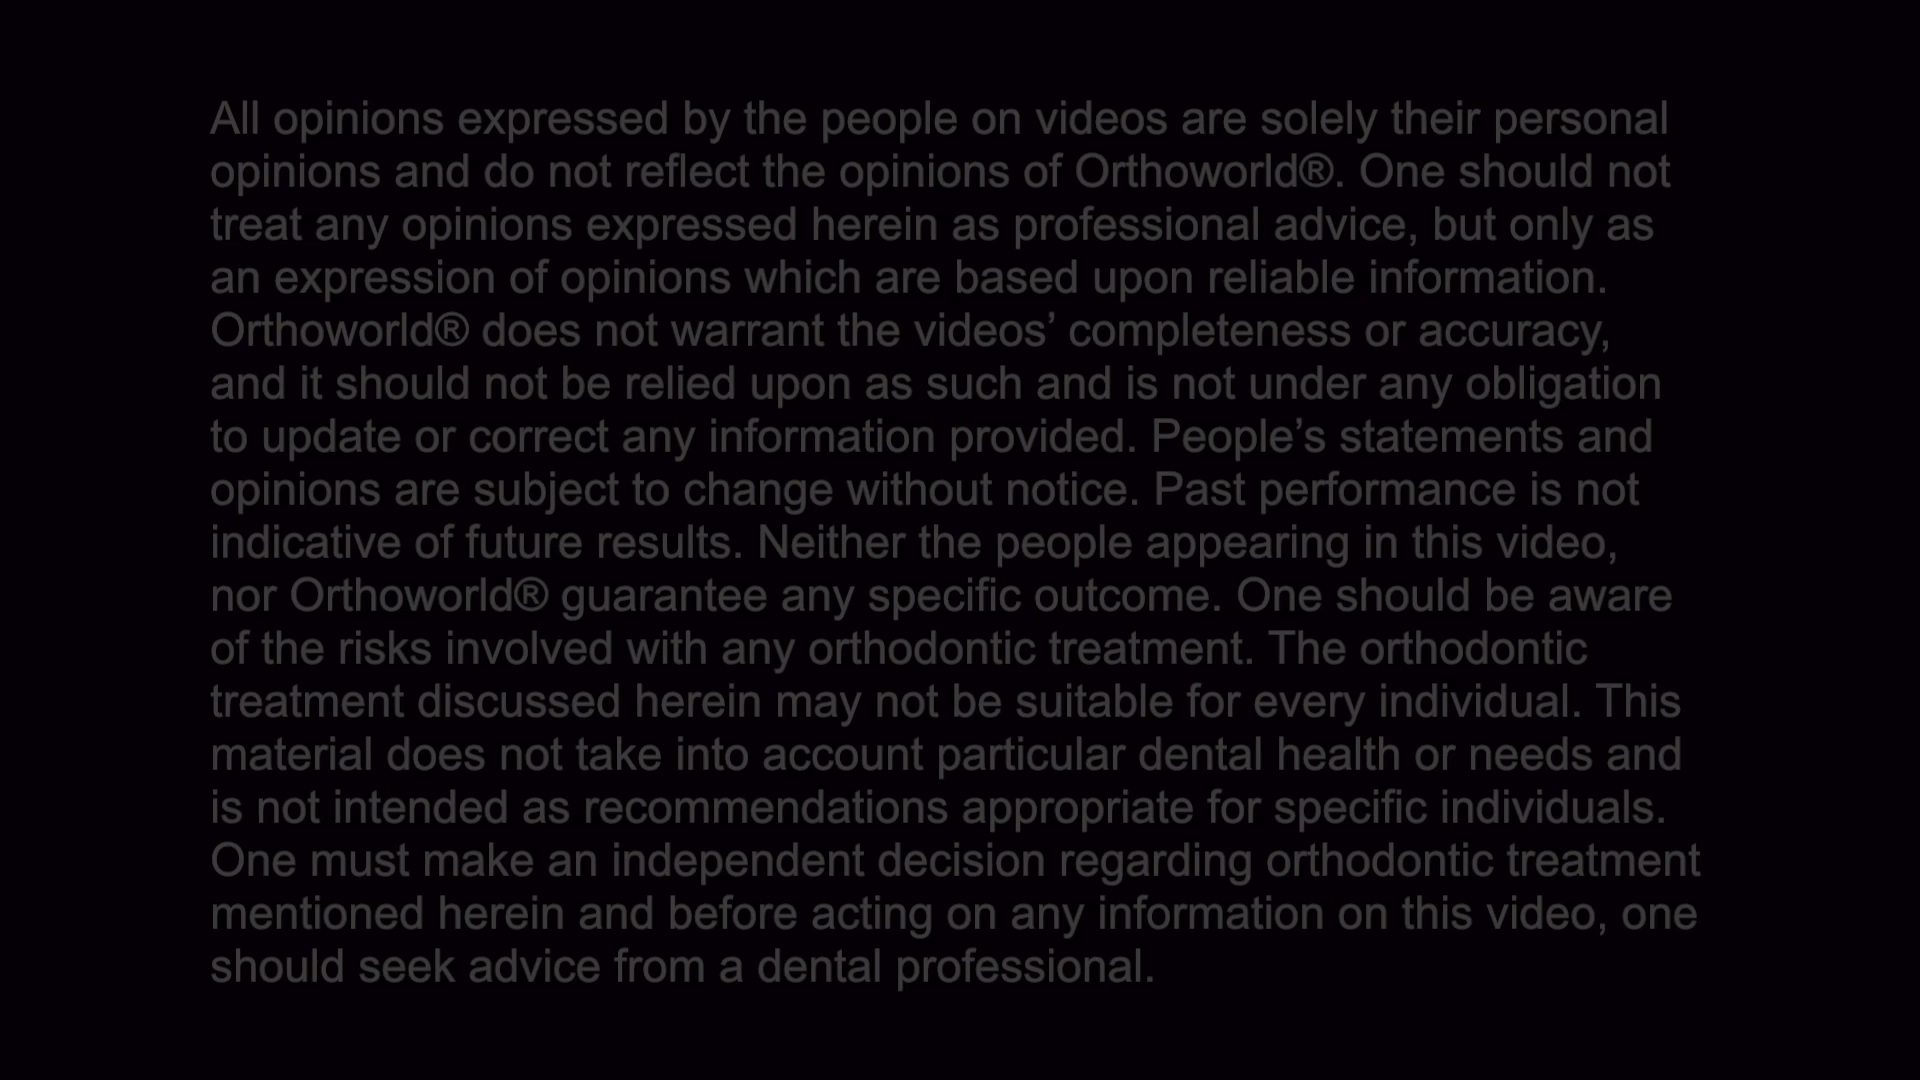 All opinions expressed by the people on videos are solely their personal
opinions and do not reflect the opinions of Orthoworld®. One should not
treat any opinions expressed herein as professional advice, but only as
an expression of opinions which are based upon reliable information.
Orthoworld® does not warrant the videos’ completeness or accuracy,
and it should not be relied upon as such and is not under any obligation
to update or correct any information provided. People’s statements and
opinions are subject to change without notice. Past performance is not
indicative of future results. Neither the people appearing in this video,
nor Orthoworld® guarantee any specific outcome. One should be aware
of the risks involved with any orthodontic treatment. The orthodontic
treatment discussed herein may not be suitable for every individual. This
material does not take into account particular dental health or needs and
is not intended as recommendations appropriate for specific individuals.
One must make an independent decision regarding orthodontic treatment
mentioned herein and before acting on any information on this video, one
should seek advice from a dental professional.